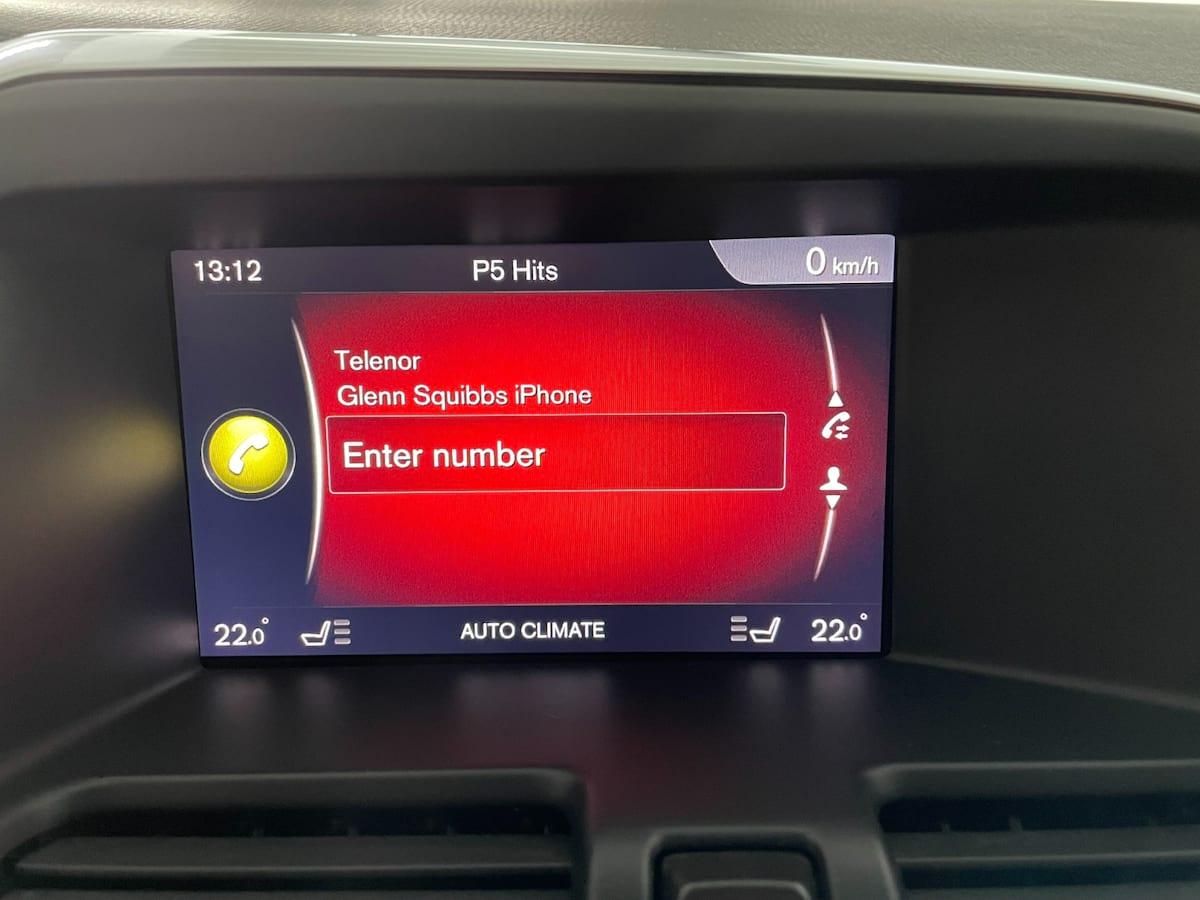 13:12 P5 Hits 0 km/h
Telenor
Glenn Squibbs iPhone
Enter number
22.0° AUTO CLIMATE 22.0°